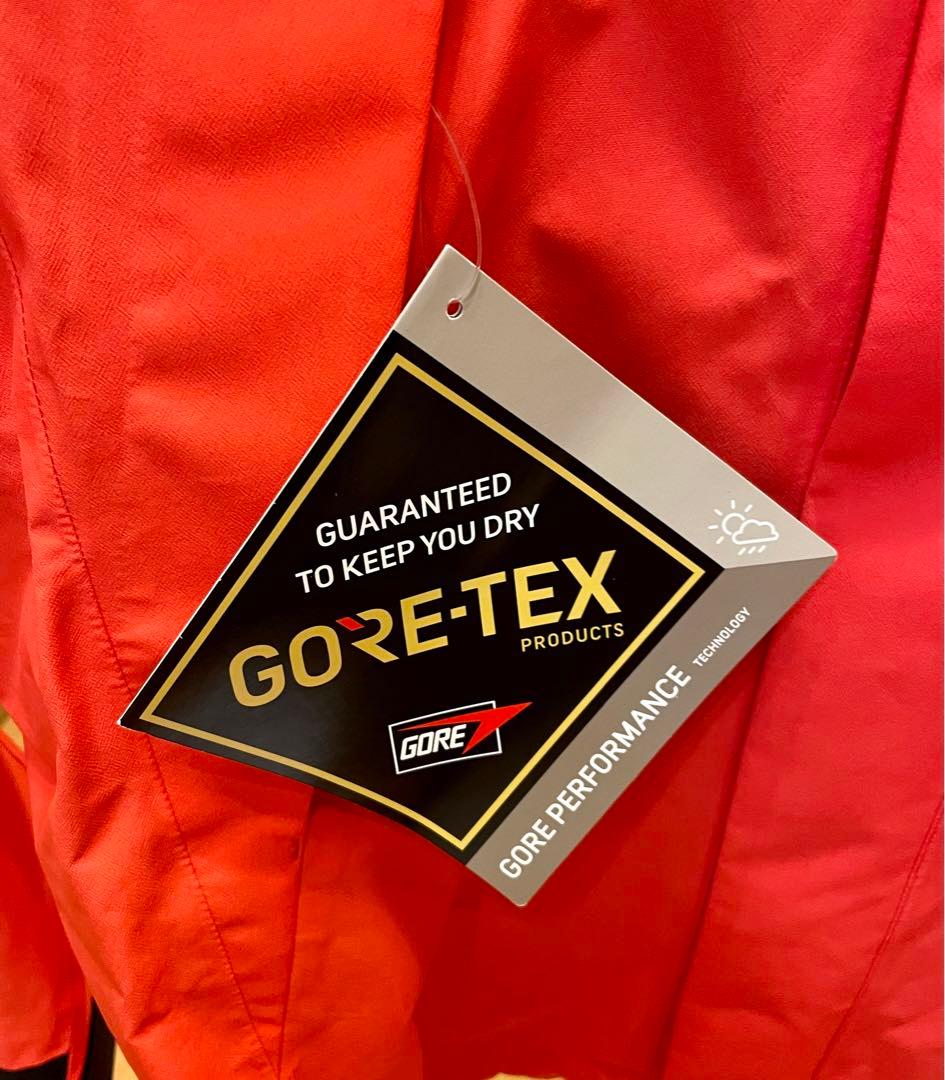 GUARANTEED
TO KEEP YOU DRY
GORE-TEX
PRODUCTS
GORE
GORE PERFORMANCE TECHNOLOGY